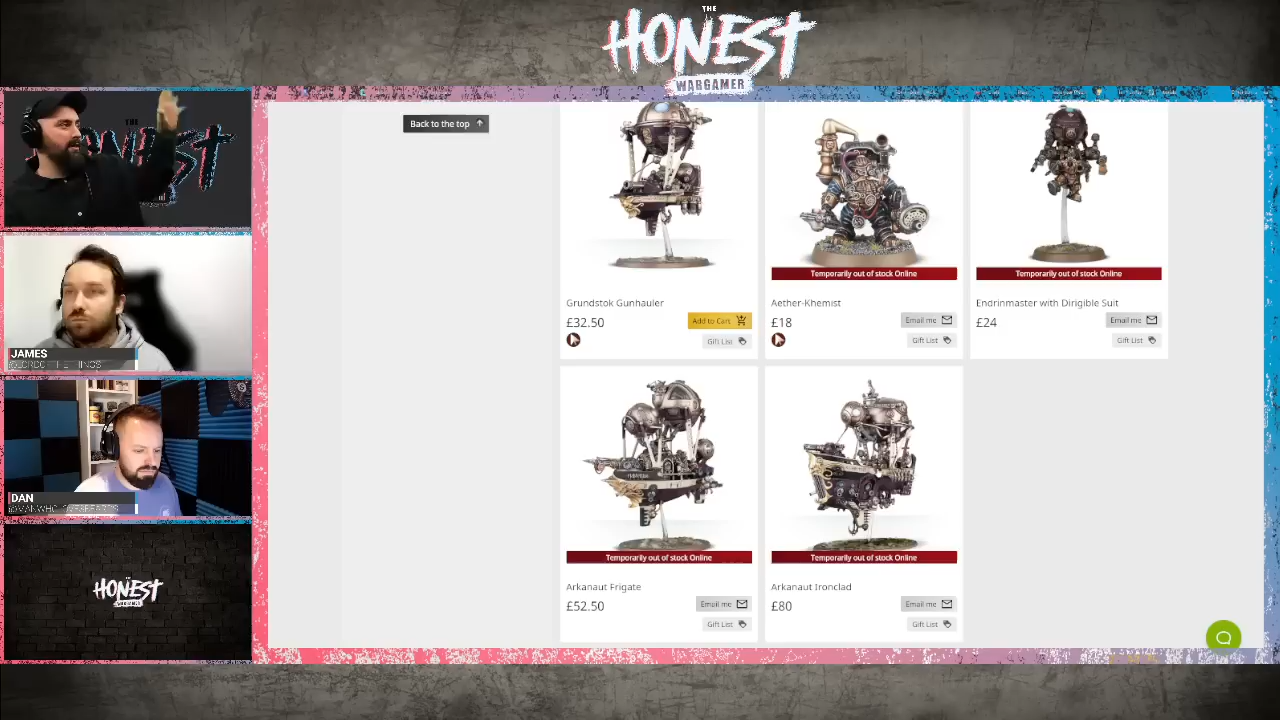 THE
HONEST
WARGAMER
Back to the top
Temporarily out of stock Online
Temporarily out of stock Online
Grundstok Gunhauler
Aether-Khemist
Endrinmaster with Dirigible Suit
£32.50
Add to Cart
£18
Email me
£24
Email me
Gift List
Gift List
Gift List
JAMES
Temporarily out of stock Online
Temporarily out of stock Online
DAN
Arkanaut Frigate
Arkanaut Ironclad
£52.50
Email me
£80
Email me
Gift List
Gift List
THE
HONEST
WARGAMER